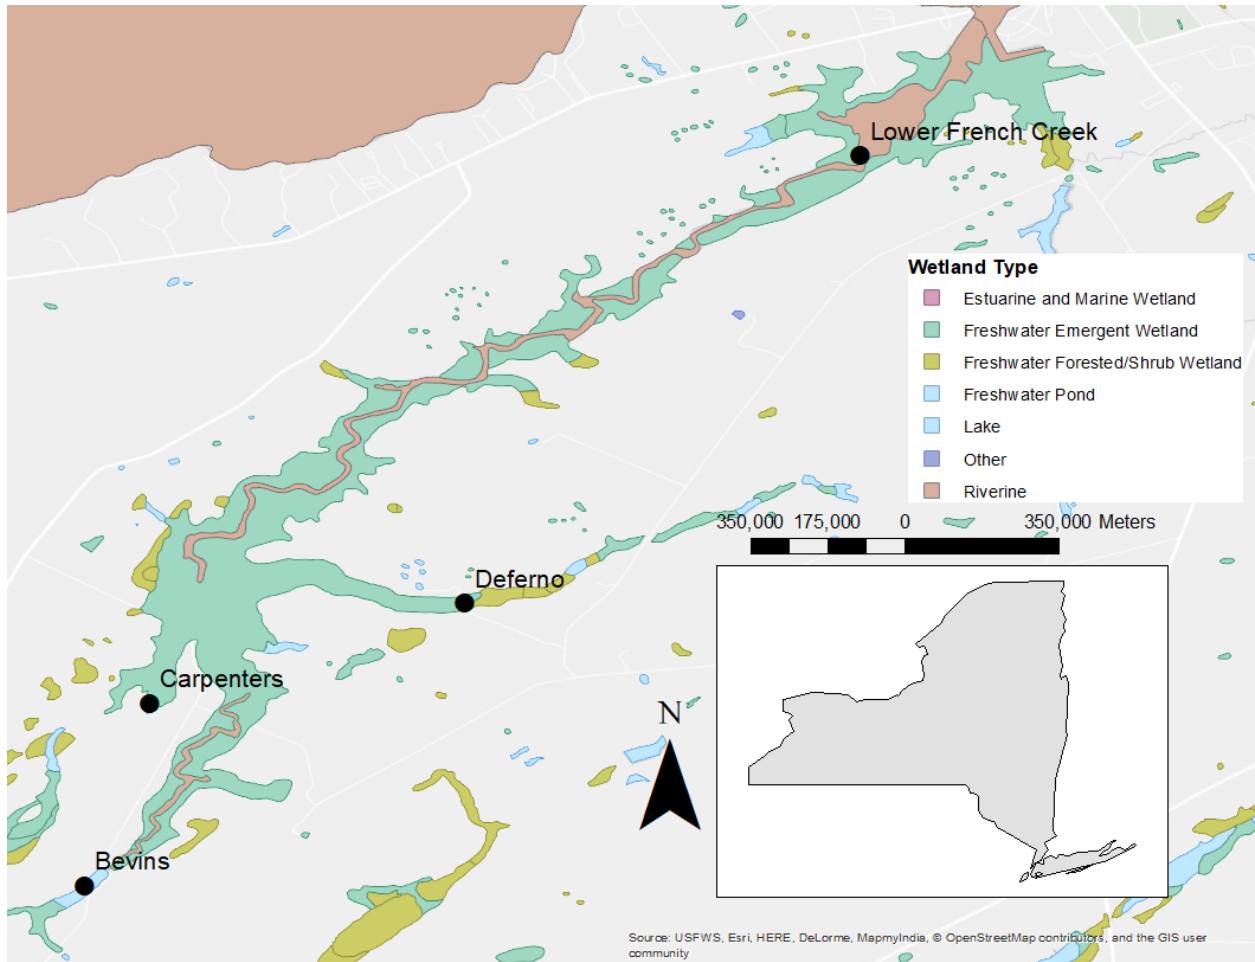 Lower French Creek
Wetland Type
Estuarine and Marine Wetland
Freshwater Emergent Wetland
Freshwater Forested/Shrub Wetland
Freshwater Pond
Lake
Other
Riverine
350,000 175,000 0 350,000 Meters
Deferno
Carpenters
N
Bevins
Source: USFWS, Esri, HERE, DeLorme, MapmyIndia, © OpenStreetMap contributors, and the GIS user
community